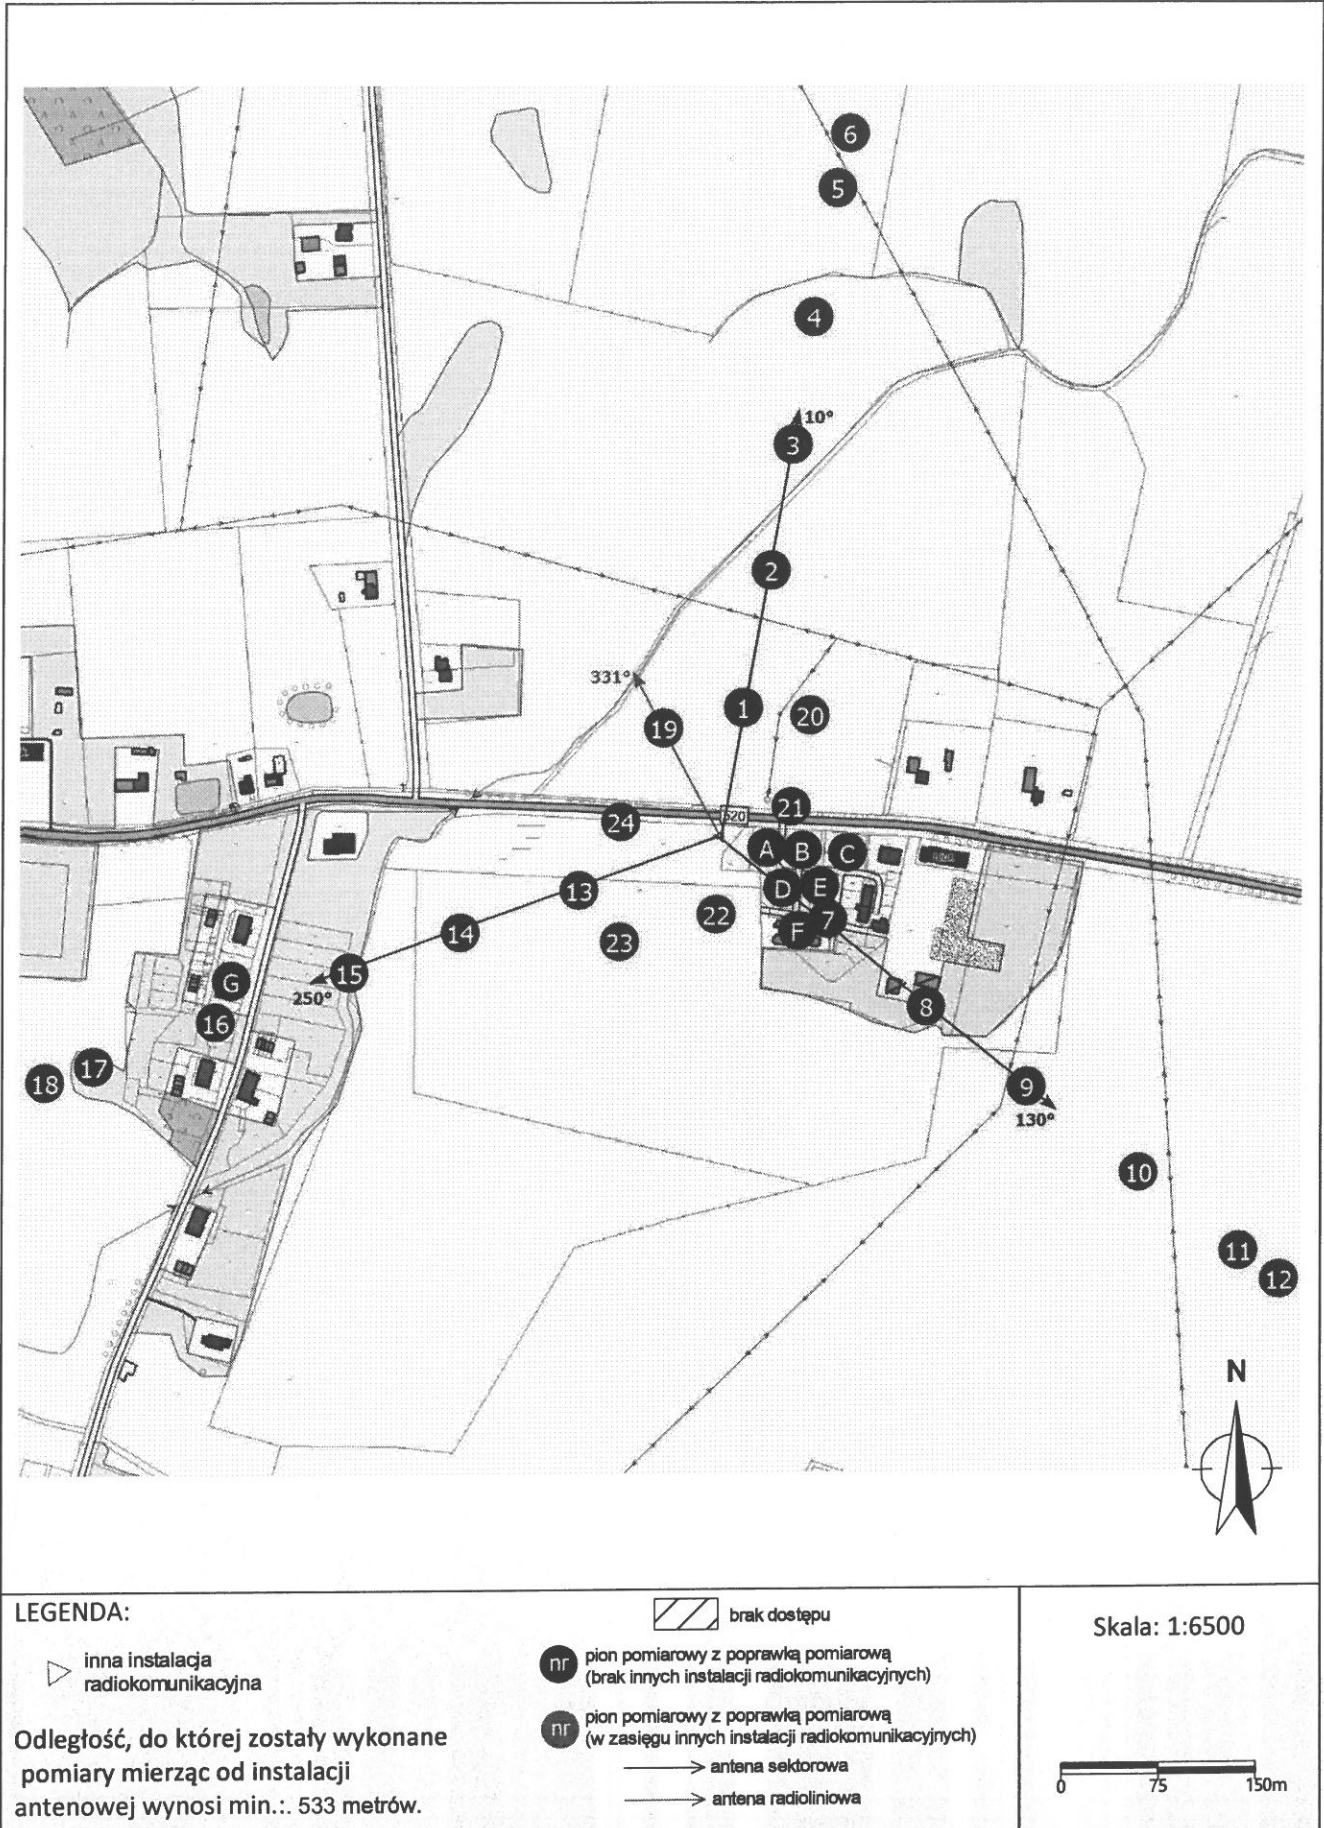 6
5
4
10°
3
2
331°
1
20
19
21
520
24
A
B
C
D
E
13
22
7
F
14
23
15
G
250°
8
16
17
18
9
130°
10
11
12
N
LEGENDA:
inna instalacja
radiokomunikacyjna
Odległość, do której zostały wykonane
pomiary mierząc od instalacji
antenowej wynosi min.:. 533 metrów.
brak dostępu
nr
pion pomiarowy z poprawką pomiarową
(brak innych instalacji radiokomunikacyjnych)
nr
pion pomiarowy z poprawką pomiarową
(w zasięgu innych instalacji radiokomunikacyjnych)
antena sektorowa
antena radioliniowa
Skala: 1:6500
0 75 150m